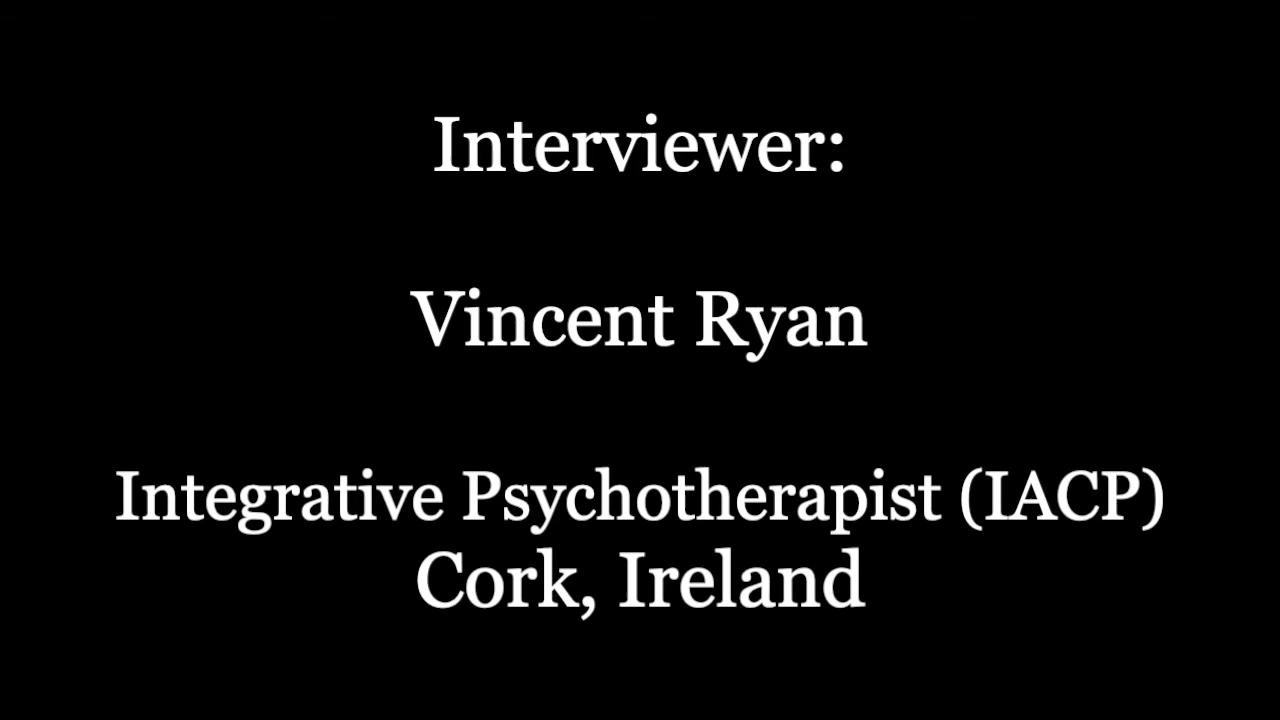 Interviewer:
Vincent Ryan
Integrative Psychotherapist (IACP)
Cork, Ireland